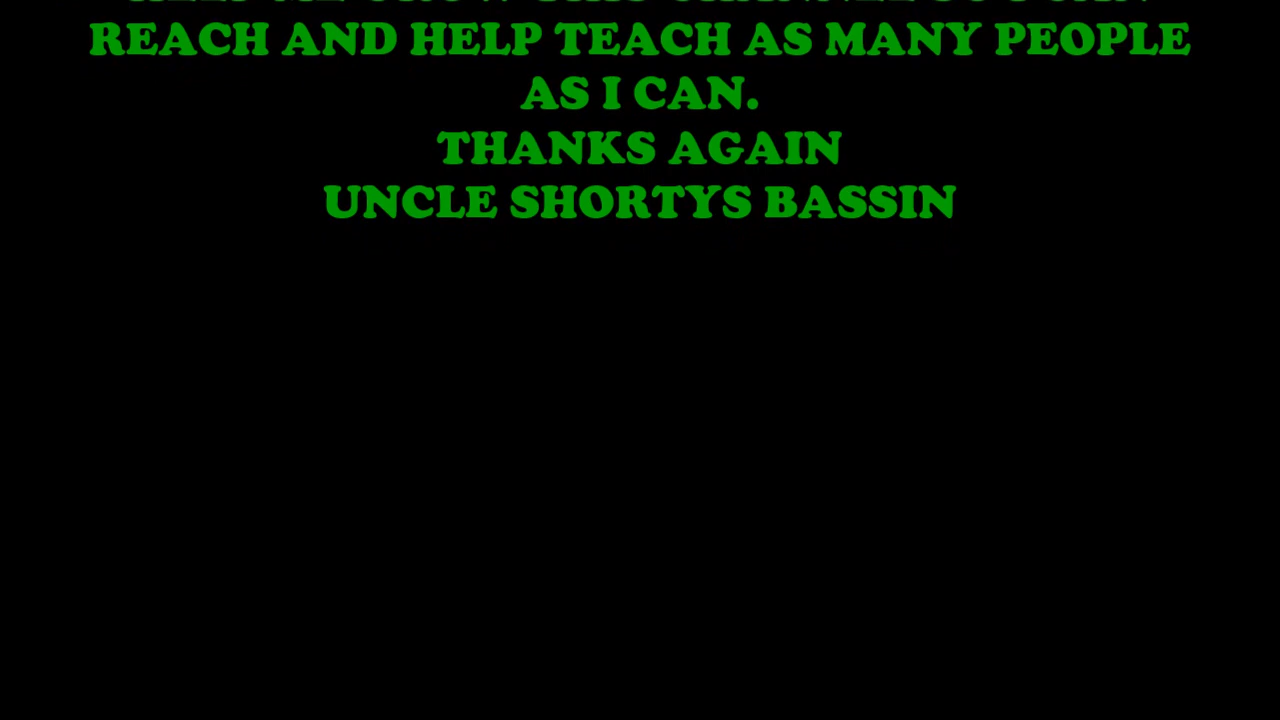 REACH AND HELP TEACH AS MANY PEOPLE
AS I CAN.
THANKS AGAIN
UNCLE SHORTYS BASSIN